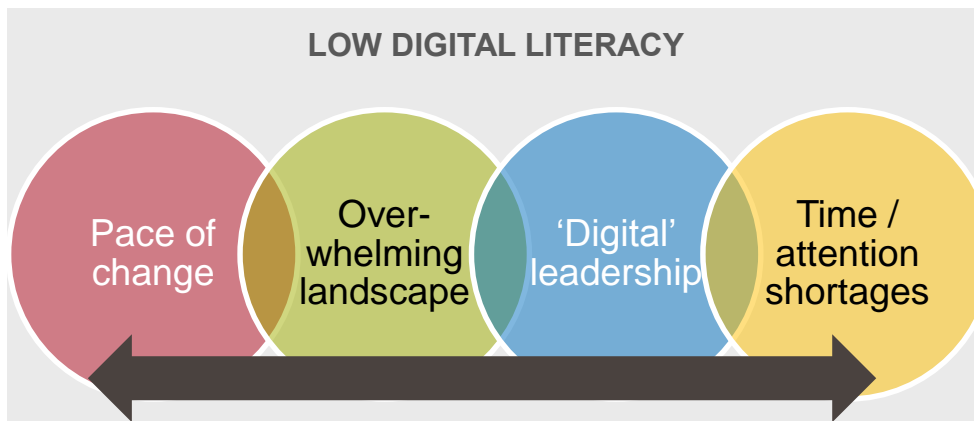 LOW DIGITAL LITERACY
Pace of
change
Over-
whelming
landscape
‘Digital’
leadership
Time /
attention
shortages